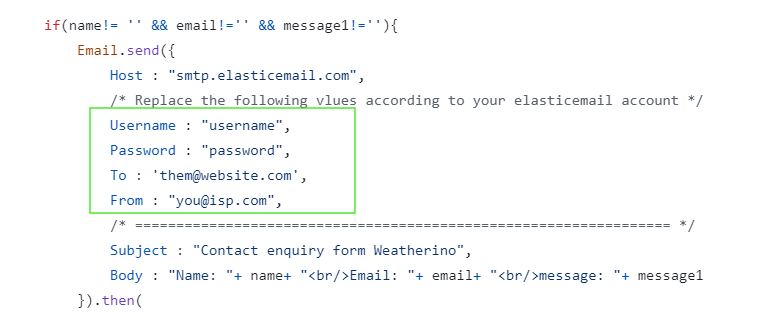 if(name!= '' && email!='' && message1!=''){
Email.send({
Host : "smtp.elasticemail.com",
/* Replace the following vlues according to your elasticemail account */
Username : "username",
Password : "password",
To : 'them@website.com',
From : "you@isp.com",
/* ================================================================= */
Subject : "Contact enquiry form Weatherino",
Body : "Name: "+ name+ "<br/>Email: "+ email+ "<br/>message: "+ message1
}).then(